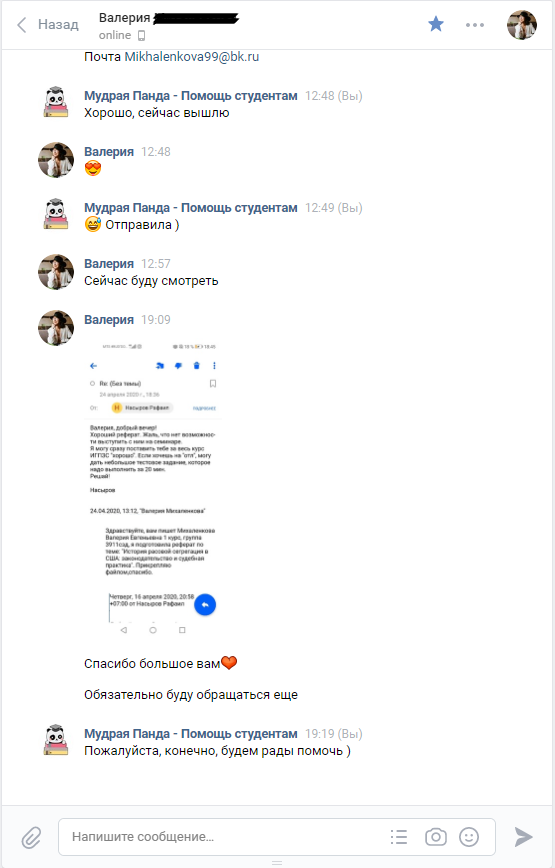 Назад
Валерия
online
Почта Mikhalenkova99@bk.ru
Мудрая Панда - Помощь студентам 12:48 (Вы)
Хорошо, сейчас вышлю
Валерия 12:48
Мудрая Панда - Помощь студентам 12:49 (Вы)
Отправила )
Валерия 12:57
Сейчас буду смотреть
Валерия 19:09
Re: (Без темы)
24 апреля 2020 г., 18:36
От: Н Насыров Рафаил подробнее
Валерия, добрый вечер!
Хороший реферат. Жаль, что нет возможнос-
ти выступить с ним на семинаре.
Я могу сразу поставить тебе за весь курс
ИГПЗС "хорошо". Если хочешь на "отл", могу
дать небольшое тестовое задание, которое
надо выполнить за 20 мин.
Решай!
Насыров
24.04.2020, 13:12, "Валерия Михаленкова"
Здравствуйте, вам пишит Михаленкова
Валерия Евгеньевна 1 курс, группа
3911сод, я подготовила реферат по
теме: "История расовой сегрегации в
США: законодательство и судебная
практика". Прикрепляю
файлом,спасибо.
Четверг, 16 апреля 2020, 20:58
+07:00 от Насыров Рафаил
Спасибо большое вам
Обязательно буду обращаться еще
Мудрая Панда - Помощь студентам 19:19 (Вы)
Пожалуйста, конечно, будем рады помочь )
Напишите сообщение...